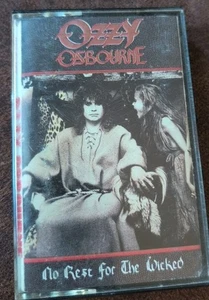 OZZY
OSBOURNE
No Rest for The Wicked